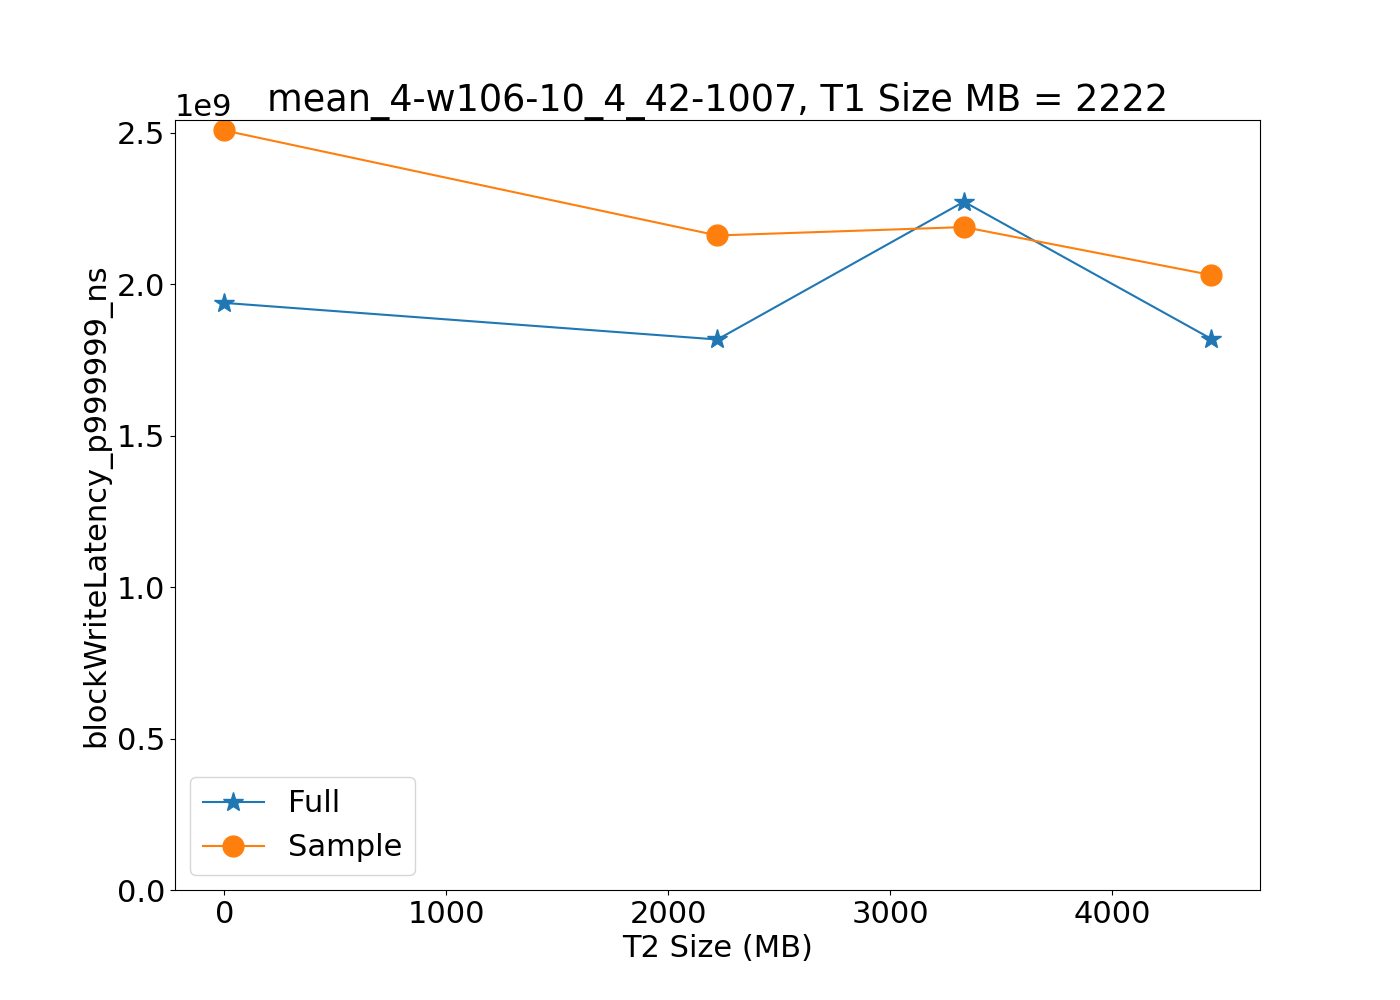 mean_4-w106-10_4_42-1007, T1 Size MB = 2222
1e9
2.5
2.0
1.5
1.0
0.5
0.0
blockWriteLatency_p999999_ns
Full
Sample
0 1000 2000 3000 4000
T2 Size (MB)